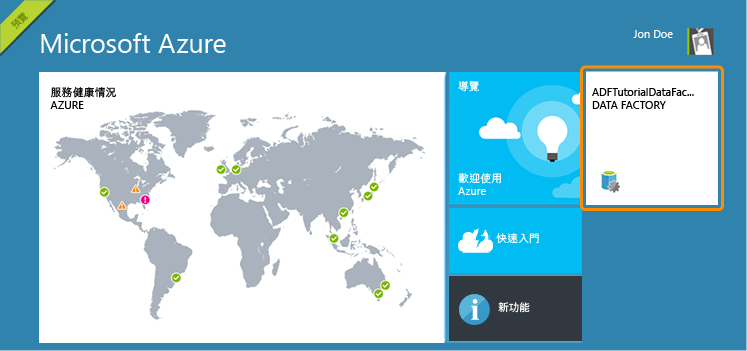 預覽
Microsoft Azure
Jon Doe
服務健康情況
AZURE
導覽
歡迎使用
Azure
快速入門
新功能
ADFTutorialDataFac...
DATA FACTORY